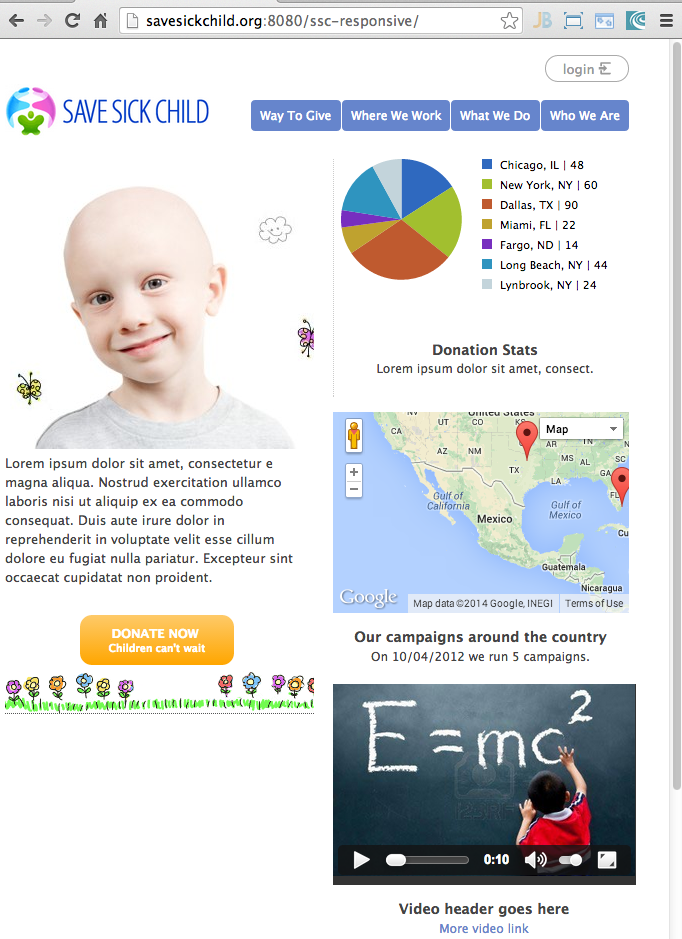 savesickchild.org:8080/ssc-responsive/
JB
login
SAVE SICK CHILD
Way To Give
Where We Work
What We Do
Who We Are
Chicago, IL | 48
New York, NY | 60
Dallas, TX | 90
Miami, FL | 22
Fargo, ND | 14
Long Beach, NY | 44
Lynbrook, NY | 24
Donation Stats
Lorem ipsum dolor sit amet, consect.
Lorem ipsum dolor sit amet, consectetur e
magna aliqua. Nostrud exercitation ullamco
laboris nisi ut aliquip ex ea commodo
consequat. Duis aute irure dolor in
reprehenderit in voluptate velit esse cillum
dolore eu fugiat nulla pariatur. Excepteur sint
occaecat cupidatat non proident.
DONATE NOW
Children can't wait
United States
Map
CA
UT
CO
KS
MO
AZ
NM
OK
TX
MS
AL
SC
LA
GA
FL
Gulf of
California
Gulf of
Mexico
Mexico
Cu
Guatemala
Nicaragua
Google
Map data ©2014 Google, INEGI
Terms of Use
Our campaigns around the country
On 10/04/2012 we run 5 campaigns.
E=mc2
0:10
Video header goes here
More video link